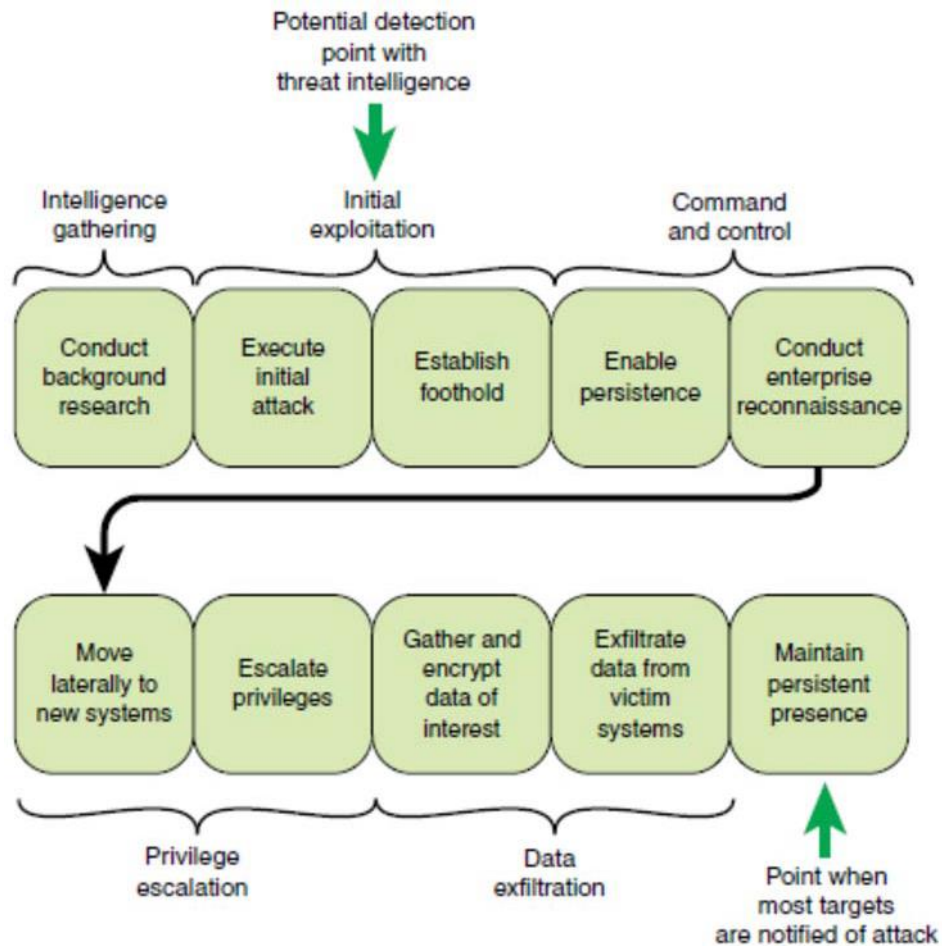 Potential detection
point with
threat intelligence
Intelligence
gathering
Initial
exploitation
Command
and control
Conduct
background
research
Execute
initial
attack
Establish
foothold
Enable
persistence
Conduct
enterprise
reconnaissance
Move
laterally to
new systems
Escalate
privileges
Gather and
encrypt
data of
interest
Exfiltrate
data from
victim
systems
Maintain
persistent
presence
Privilege
escalation
Data
exfiltration
Point when
most targets
are notified of attack